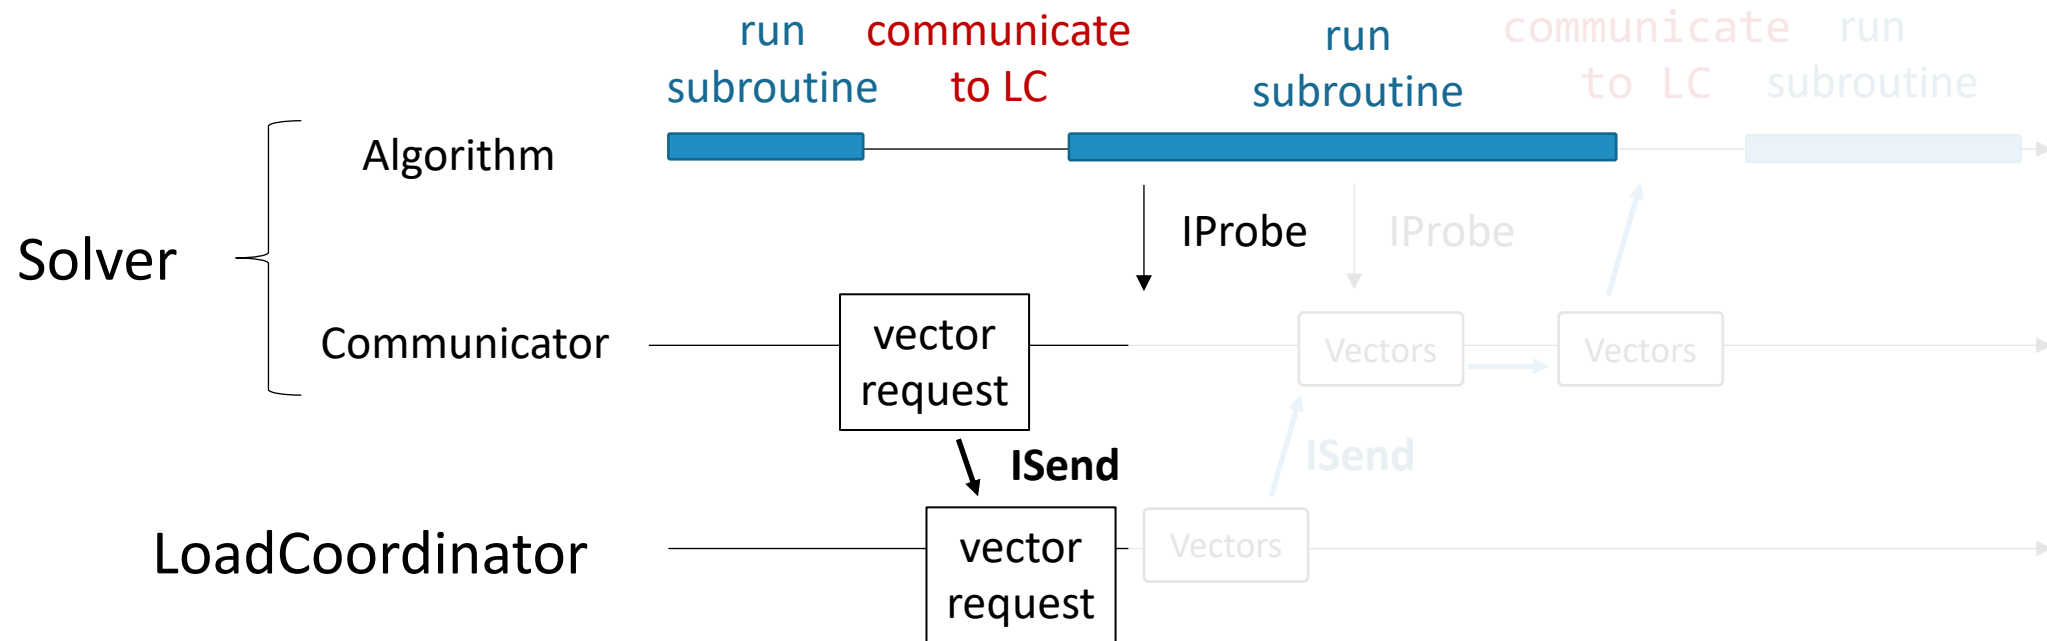 run
subroutine
communicate
to LC
run
subroutine
communicate
to LC
run
subroutine
Algorithm
IProbe
IProbe
Solver
Communicator
vector
request
Vectors
Vectors
ISend
ISend
LoadCoordinator
vector
request
Vectors